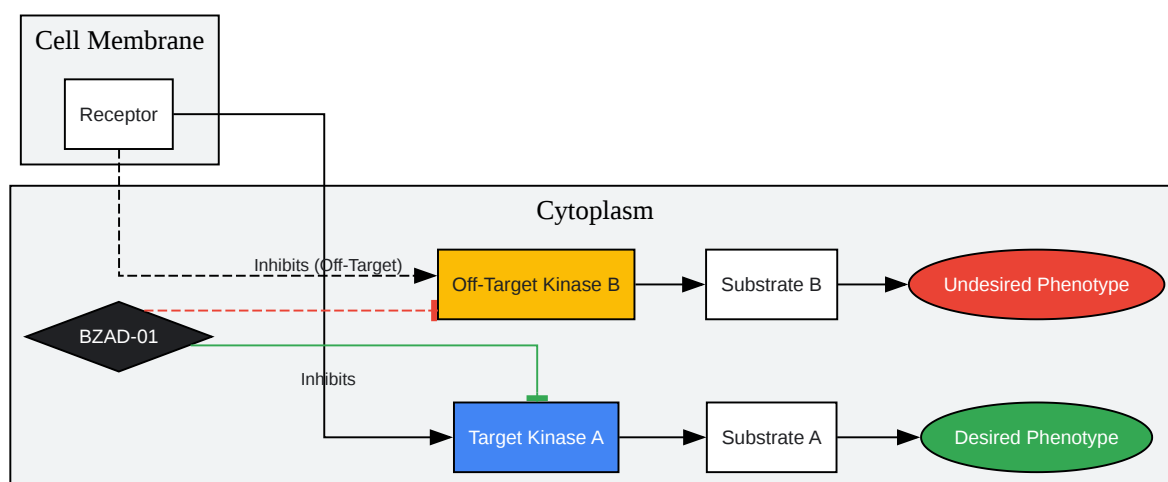 Cell Membrane
Receptor
Cytoplasm
Inhibits (Off-Target)
Off-Target Kinase B
Substrate B
Undesired Phenotype
BZAD-01
Inhibits
Target Kinase A
Substrate A
Desired Phenotype